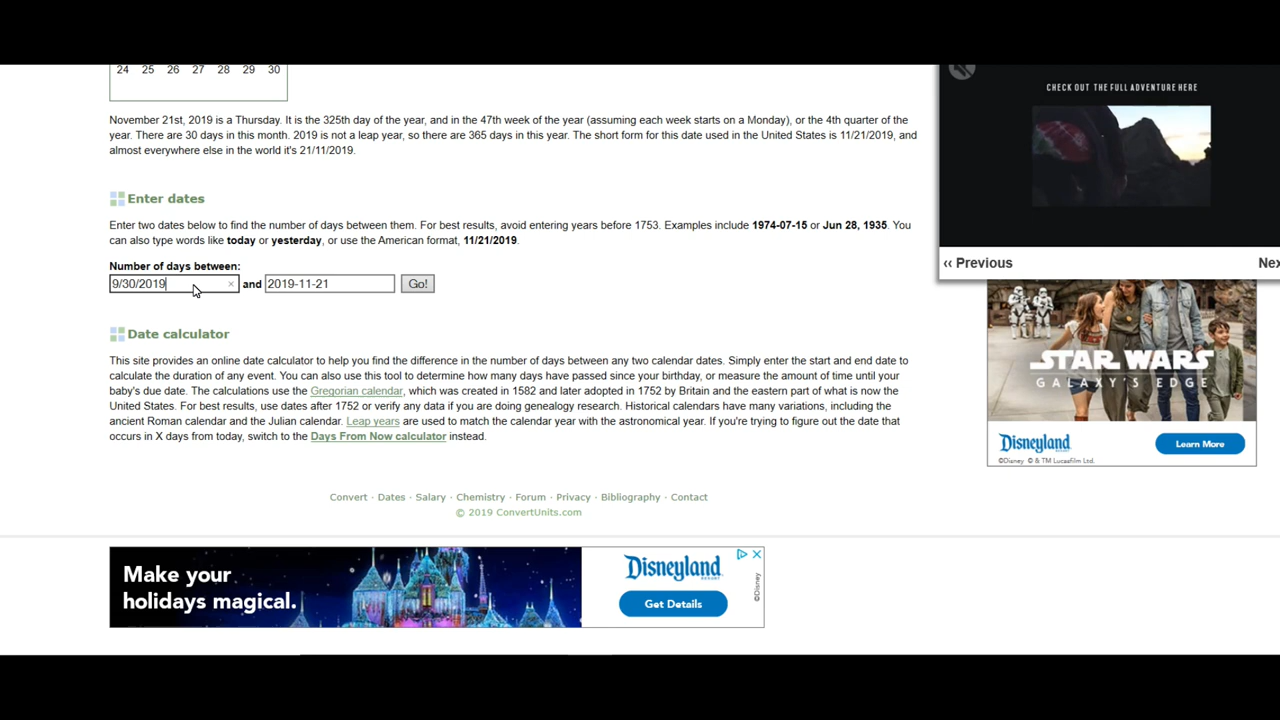 24 25 26 27 28 29 30
November 21st, 2019 is a Thursday. It is the 325th day of the year, and in the 47th week of the year (assuming each week starts on a Monday), or the 4th quarter of the
year. There are 30 days in this month. 2019 is not a leap year, so there are 365 days in this year. The short form for this date used in the United States is 11/21/2019, and
almost everywhere else in the world it's 21/11/2019.
Enter dates
Enter two dates below to find the number of days between them. For best results, avoid entering years before 1753. Examples include 1974-07-15 or Jun 28, 1935. You
can also type words like today or yesterday, or use the American format, 11/21/2019.
Number of days between:
9/30/2019 × and 2019-11-21 Go!
Date calculator
This site provides an online date calculator to help you find the difference in the number of days between any two calendar dates. Simply enter the start and end date to
calculate the duration of any event. You can also use this tool to determine how many days have passed since your birthday, or measure the amount of time until your
baby's due date. The calculations use the Gregorian calendar, which was created in 1582 and later adopted in 1752 by Britain and the eastern part of what is now the
United States. For best results, use dates after 1752 or verify any data if you are doing genealogy research. Historical calendars have many variations, including the
ancient Roman calendar and the Julian calendar. Leap years are used to match the calendar year with the astronomical year. If you're trying to figure out the date that
occurs in X days from today, switch to the Days From Now calculator instead.
Convert · Dates · Salary · Chemistry · Forum · Privacy · Bibliography · Contact
© 2019 ConvertUnits.com
Make your
holidays magical.
Disneyland
RESORT
Get Details
©Disney
CHECK OUT THE FULL ADVENTURE HERE
‹‹ Previous
Nex
STAR WARS
GALAXY'S EDGE
Disneyland
Learn More
©Disney © & TM Lucasfilm Ltd.